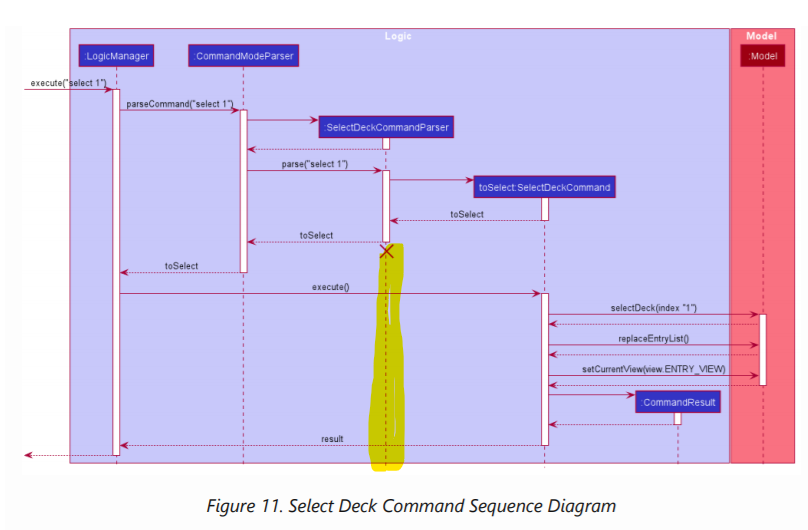 Logic
Model
:LogicManager
:CommandModeParser
:Model
execute("select 1")
parseCommand("select 1")
:SelectDeckCommandParser
parse("select 1")
toSelect:SelectDeckCommand
toSelect
toSelect
toSelect
execute()
selectDeck(index "1")
replaceEntryList()
setCurrentView(view.ENTRY_VIEW)
:CommandResult
result
Figure 11. Select Deck Command Sequence Diagram